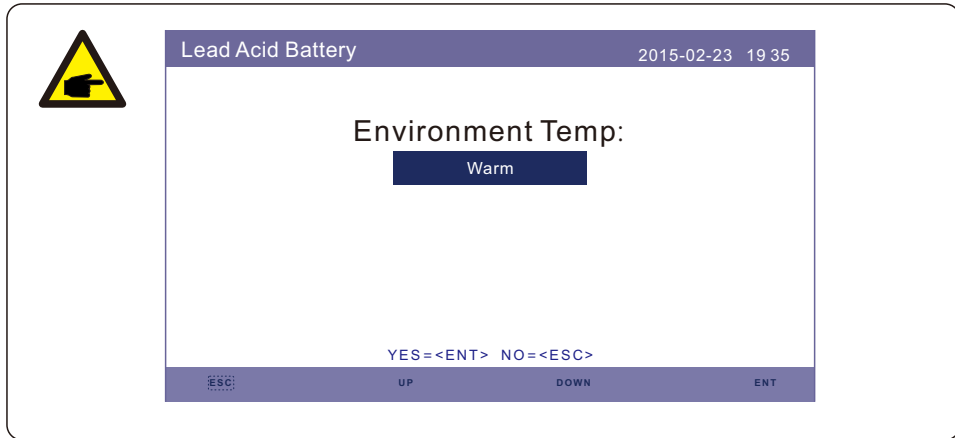 Lead Acid Battery 2015-02-23 19 35
Environment Temp:
Warm
YES=<ENT> NO=<ESC>
ESC UP DOWN ENT